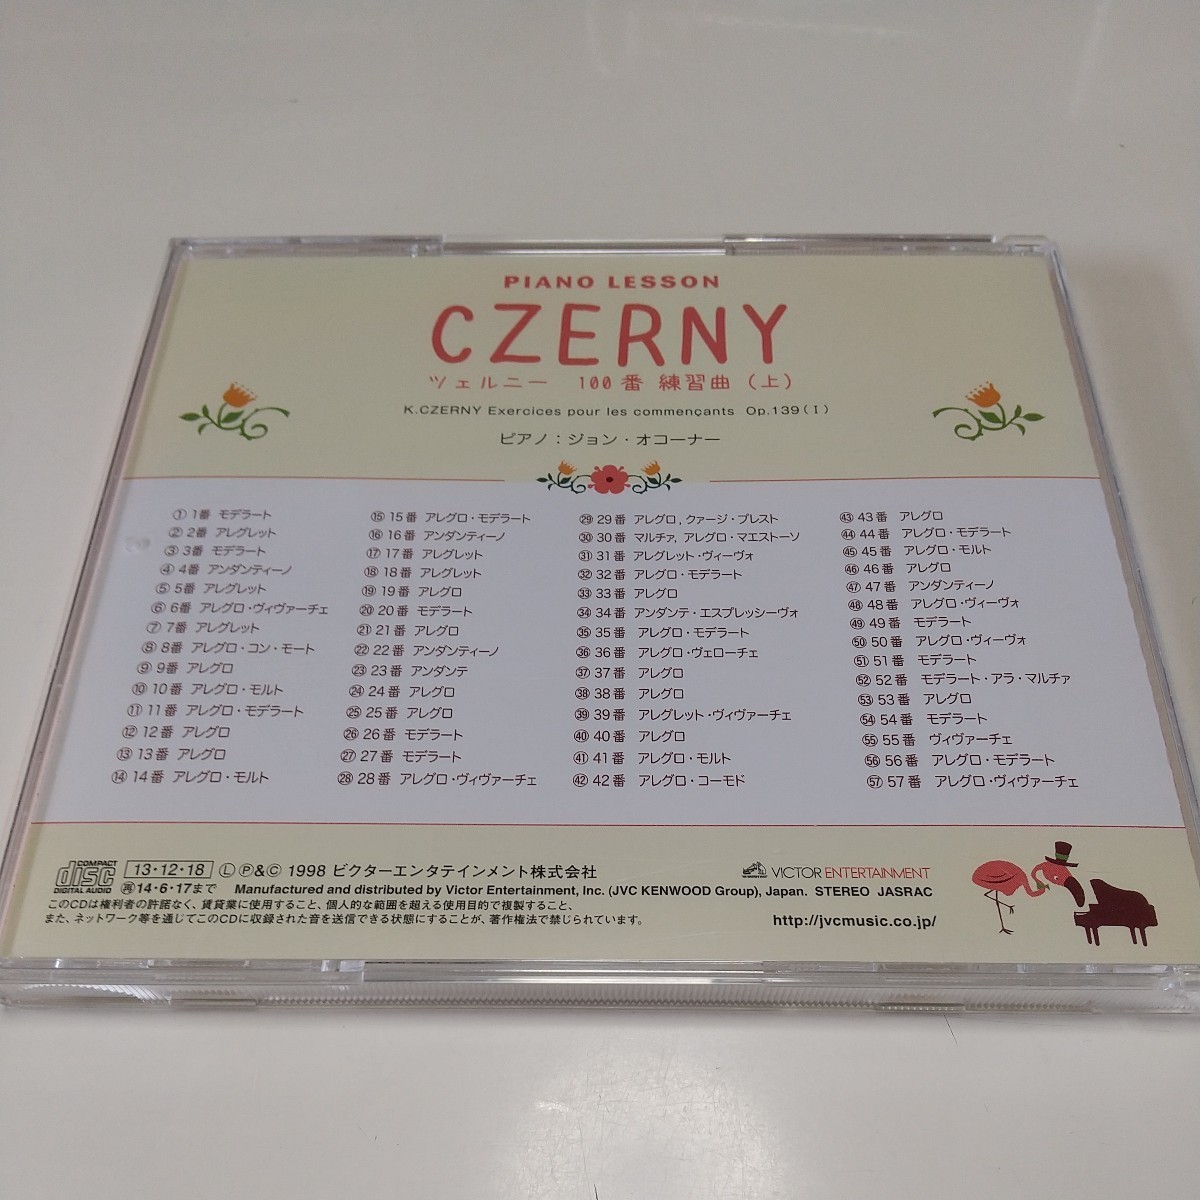 PIANO LESSON
CZERNY
ツェルニー 100番 練習曲(上)
K.CZERNY Exercices pour les commençants Op.139(I)
ピアノ:ジョン・オコーナー
① 1番 モデラート
② 2番 アレグレット
③ 3番 モデラート
④ 4番 アンダンティーノ
⑤ 5番 アレグレット
⑥ 6番 アレグロ・ヴィヴァーチェ
⑦ 7番 アレグレット
⑧ 8番 アレグロ・コン・モート
⑨ 9番 アレグロ
⑩ 10番 アレグロ・モルト
⑪ 11番 アレグロ・モデラート
⑫ 12番 アレグロ
⑬ 13番 アレグロ
⑭ 14番 アレグロ・モルト
⑮ 15番 アレグロ・モデラート
⑯ 16番 アンダンティーノ
⑰ 17番 アレグレット
⑱ 18番 アレグレット
⑲ 19番 アレグロ
⑳ 20番 モデラート
㉑ 21番 アレグロ
㉒ 22番 アンダンティーノ
㉓ 23番 アンダンテ
㉔ 24番 アレグロ
㉕ 25番 アレグロ
㉖ 26番 モデラート
㉗ 27番 モデラート
㉘ 28番 アレグロ・ヴィヴァーチェ
㉙ 29番 アレグロ,クァージ・プレスト
㉚ 30番 マルチァ,アレグロ・マエストーソ
㉛ 31番 アレグレット・ヴィーヴォ
㉜ 32番 アレグロ・モデラート
㉝ 33番 アレグロ
㉞ 34番 アンダンテ・エスプレッシーヴォ
㉟ 35番 アレグロ・モデラート
㊱ 36番 アレグロ・ヴェローチェ
㊲ 37番 アレグロ
㊳ 38番 アレグロ
㊴ 39番 アレグレット・ヴィヴァーチェ
㊵ 40番 アレグロ
㊶ 41番 アレグロ・モルト
㊷ 42番 アレグロ・コーモド
㊸ 43番 アレグロ
㊹ 44番 アレグロ・モデラート
㊺ 45番 アレグロ・モルト
㊻ 46番 アレグロ
㊼ 47番 アンダンティーノ
㊽ 48番 アレグロ・ヴィーヴォ
㊾ 49番 モデラート
㊿ 50番 アレグロ・ヴィーヴォ
51 51番 モデラート
52 52番 モデラート・アラ・マルチァ
53 53番 アレグロ
54 54番 モデラート
55 55番 ヴィヴァーチェ
56 56番 アレグロ・モデラート
57 57番 アレグロ・ヴィヴァーチェ
COMPACT disc DIGITAL AUDIO
13・12・18 Ⓛ Ⓟ&Ⓒ 1998 ビクターエンタテインメント株式会社
㊢14・6・17まで Manufactured and distributed by Victor Entertainment, Inc. (JVC KENWOOD Group), Japan. STEREO JASRAC
このCDは権利者の許諾なく、賃貸業に使用すること、個人的な範囲を超える使用目的で複製すること、
また、ネットワーク等を通じてこのCDに収録された音を送信できる状態にすることが、著作権法で禁じられています。
VICTOR ENTERTAINMENT
http://jvcmusic.co.jp/